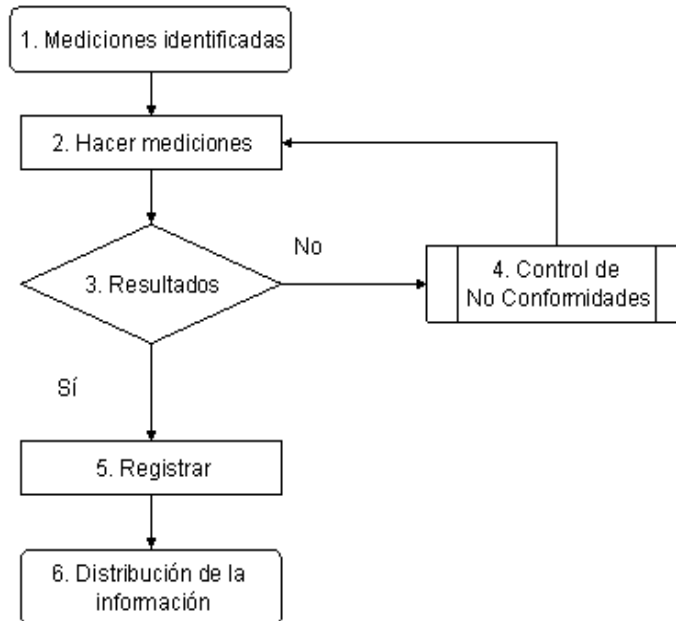 1. Mediciones identificadas
2. Hacer mediciones
No
3. Resultados
4. Control de
No Conformidades
Sí
5. Registrar
6. Distribución de la
información